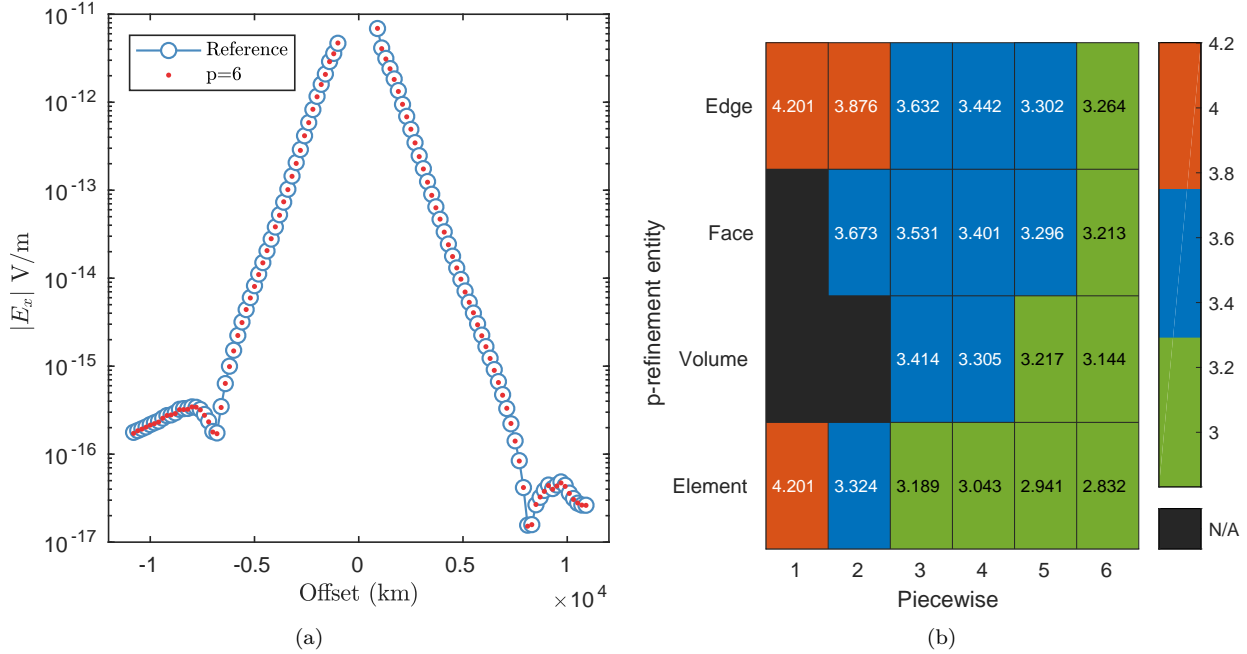 10^-11
10^-12
10^-13
10^-14
10^-15
10^-16
10^-17
|E_x| V/m
Reference
p=6
-1 -0.5 0 0.5 1
Offset (km)
× 10^4
(a)
p-refinement entity
Edge 4.201 3.876 3.632 3.442 3.302 3.264
Face 3.673 3.531 3.401 3.296 3.213
Volume 3.414 3.305 3.217 3.144
Element 4.201 3.324 3.189 3.043 2.941 2.832
1 2 3 4 5 6
Piecewise
4.2
4
3.8
3.6
3.4
3.2
3
N/A
(b)